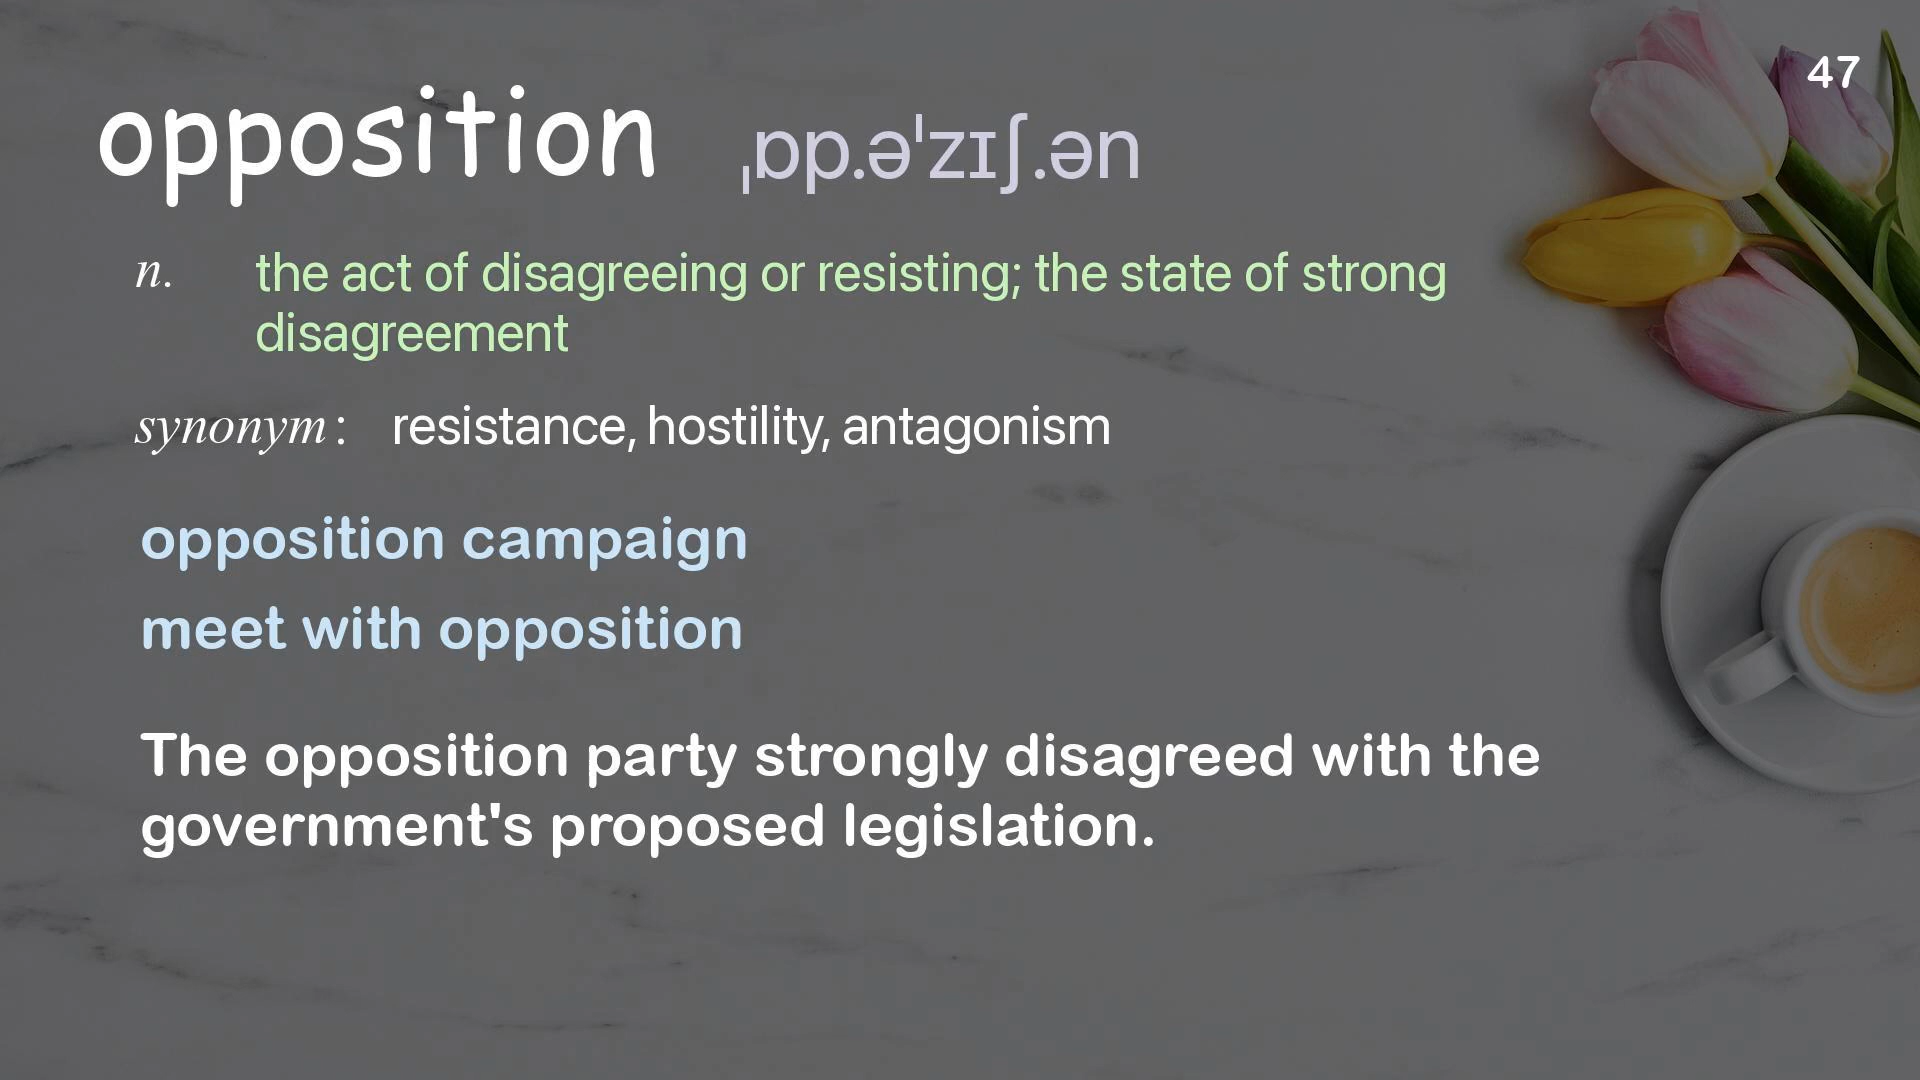 47
opposition ˌɒp.əˈzɪʃ.ən
n. the act of disagreeing or resisting; the state of strong
disagreement
synonym : resistance, hostility, antagonism
opposition campaign
meet with opposition
The opposition party strongly disagreed with the
government's proposed legislation.